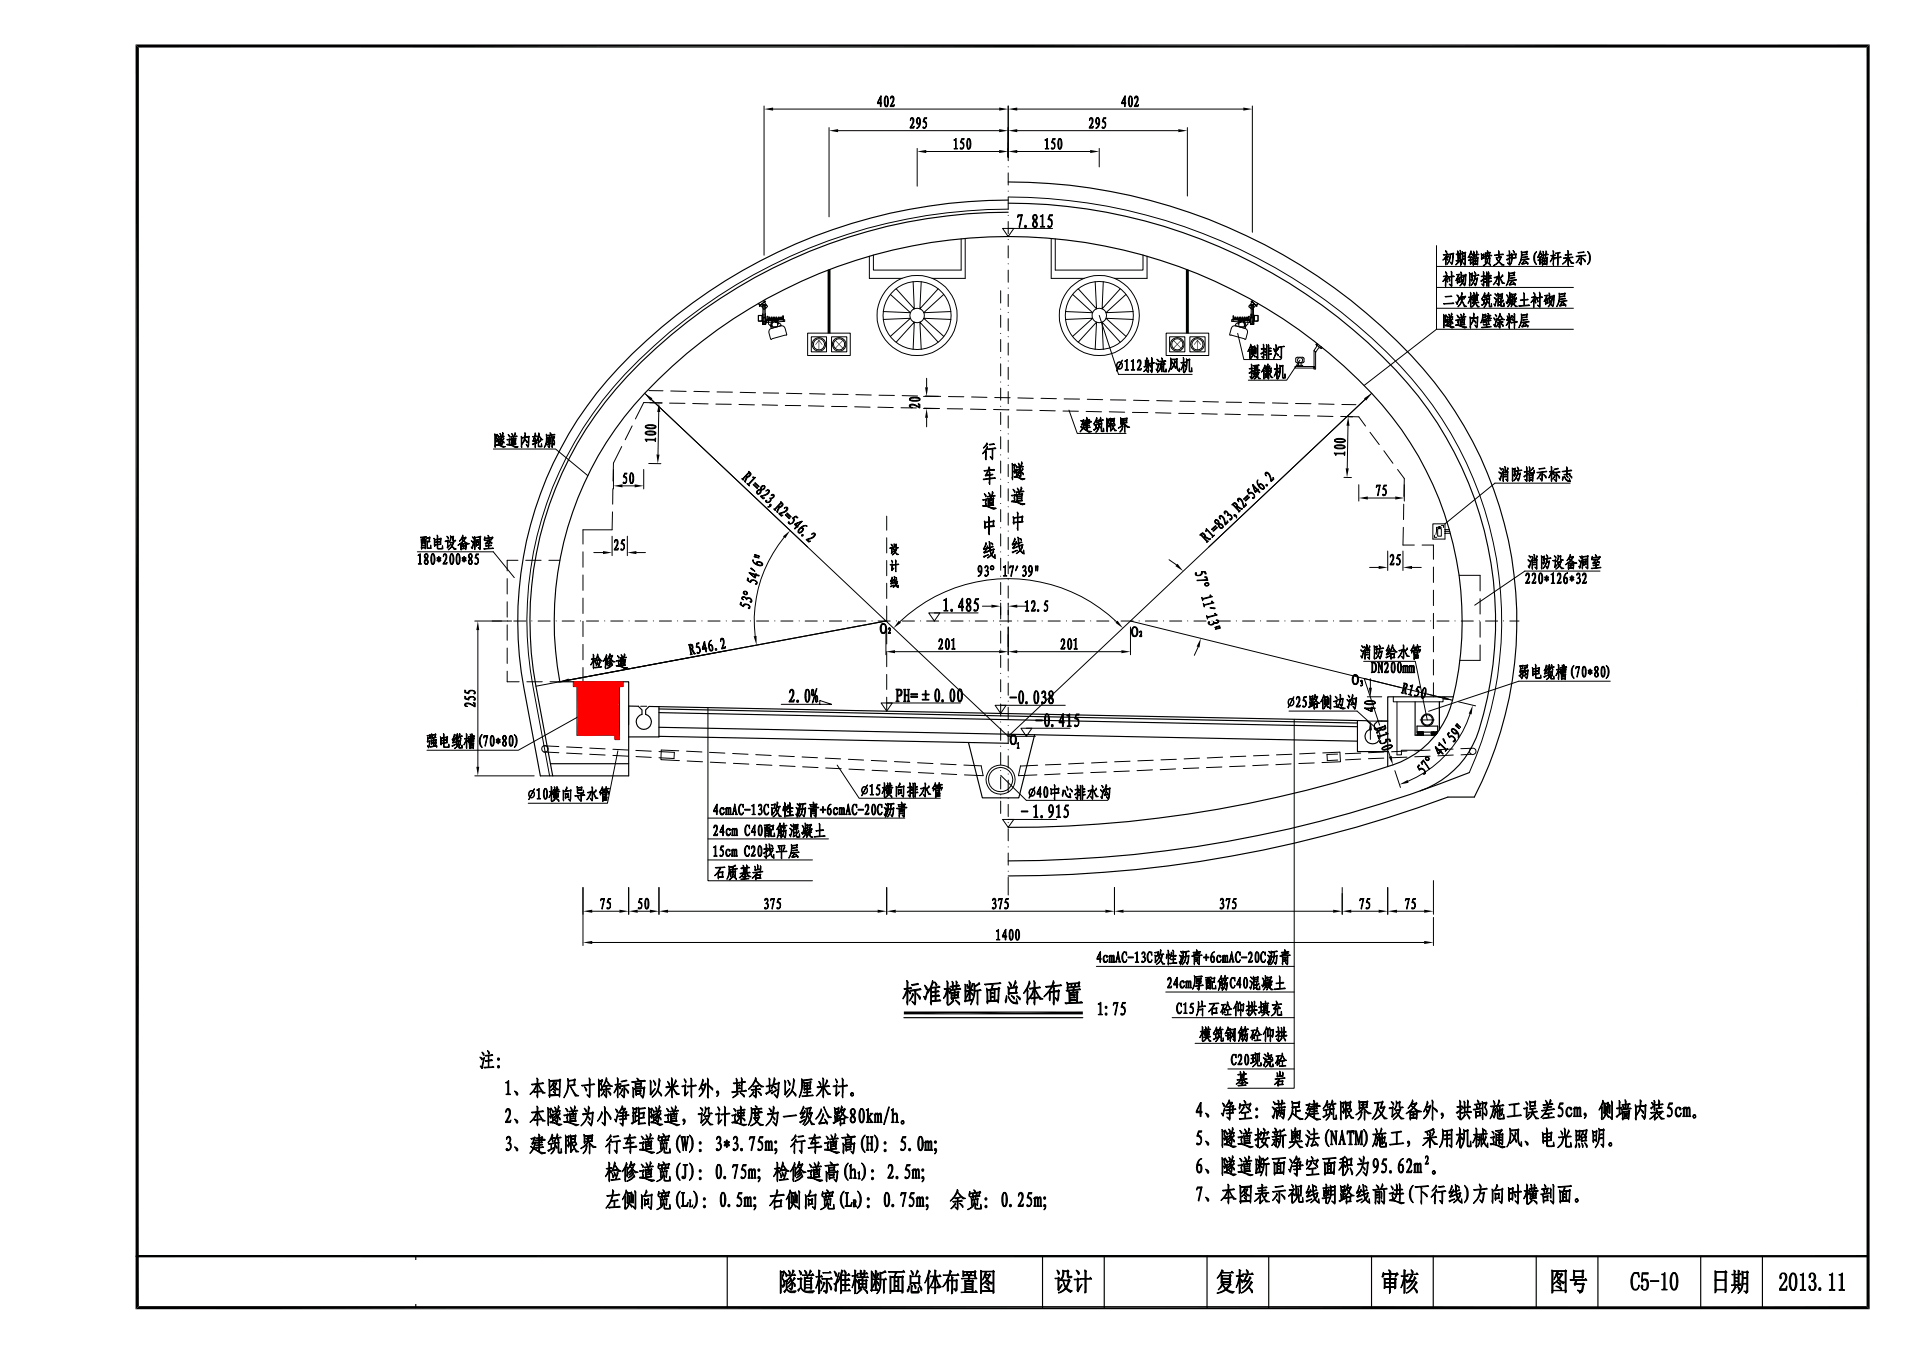 402 402
295 295
150 150
7.815
初期锚喷支护层(锚杆未示)
衬砌防排水层
二次模筑混凝土衬砌层
隧道内壁涂料层
侧排灯
摄像机
Ø112射流风机
20
建筑限界
隧道内轮廓
100
100
50
75
行车道中线
隧道中线
R1=823,R2=546.2
R1=823,R2=546.2
消防指示标志
配电设备洞室
180*200*85
25
25
设计线
53° 54'6"
93° 17'39"
57° 11'13"
消防设备洞室
220*126*32
1.485
12.5
O₂
O₂
201 201
R546.2
检修道
消防给水管
DN200mm
弱电缆槽(70*80)
O₃
R150
255
2.0%
PH=±0.00
-0.038
-0.415
Ø25路侧边沟
40
R150
57° 41'59"
O₁
强电缆槽(70*80)
Ø10横向导水管
Ø15横向排水管
Ø40中心排水沟
-1.915
4cmAC-13C改性沥青+6cmAC-20C沥青
24cm C40配筋混凝土
15cm C20找平层
石质基岩
75 50 375 375 375 75 75
1400
4cmAC-13C改性沥青+6cmAC-20C沥青
24cm厚配筋C40混凝土
C15片石砼仰拱填充
模筑钢筋砼仰拱
C20现浇砼
基 岩
标准横断面总体布置 1:75
注:
1、本图尺寸除标高以米计外，其余均以厘米计。
2、本隧道为小净距隧道，设计速度为一级公路80km/h。
3、建筑限界 行车道宽(W): 3*3.75m; 行车道高(H): 5.0m;
检修道宽(J): 0.75m; 检修道高(h₁): 2.5m;
左侧向宽(Lʟ): 0.5m; 右侧向宽(Lʀ): 0.75m; 余宽: 0.25m;
4、净空: 满足建筑限界及设备外，拱部施工误差5cm，侧墙内装5cm。
5、隧道按新奥法(NATM)施工，采用机械通风、电光照明。
6、隧道断面净空面积为95.62m²。
7、本图表示视线朝路线前进(下行线)方向时横剖面。
隧道标准横断面总体布置图 设计 复核 审核 图号 C5-10 日期 2013.11